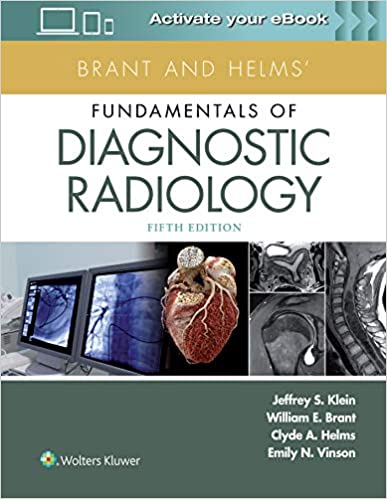 Activate your eBook
BRANT AND HELMS'
FUNDAMENTALS OF
DIAGNOSTIC
RADIOLOGY
FIFTH EDITION
Jeffrey S. Klein
William E. Brant
Clyde A. Helms
Emily N. Vinson
Wolters Kluwer